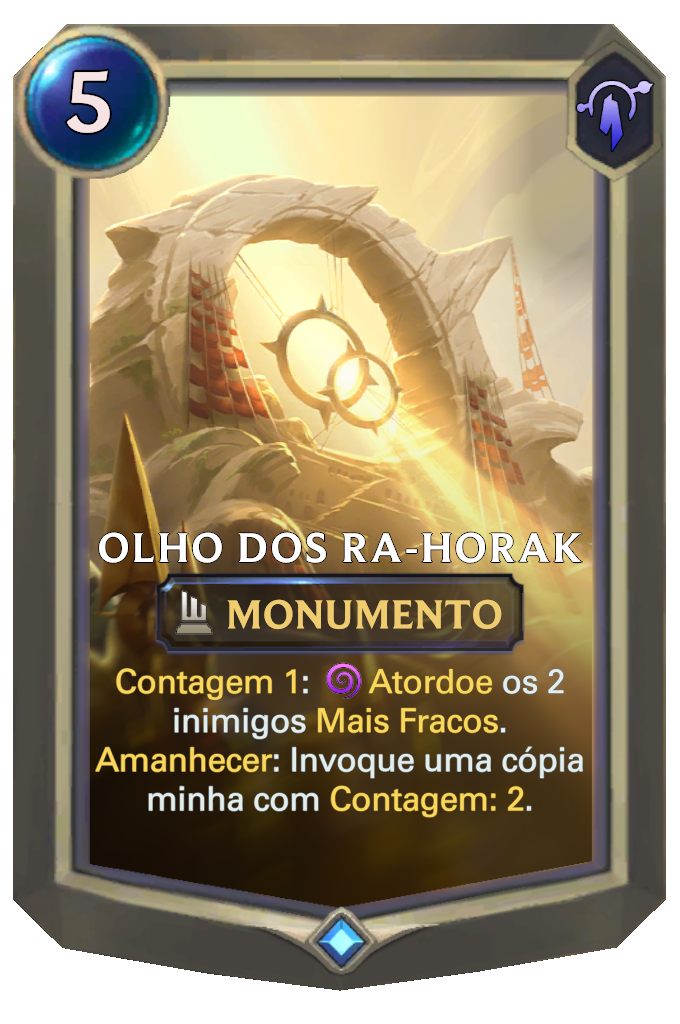 5
OLHO DOS RA-HORAK
MONUMENTO
Contagem 1: Atordoe os 2
inimigos Mais Fracos.
Amanhecer: Invoque uma cópia
minha com Contagem: 2.